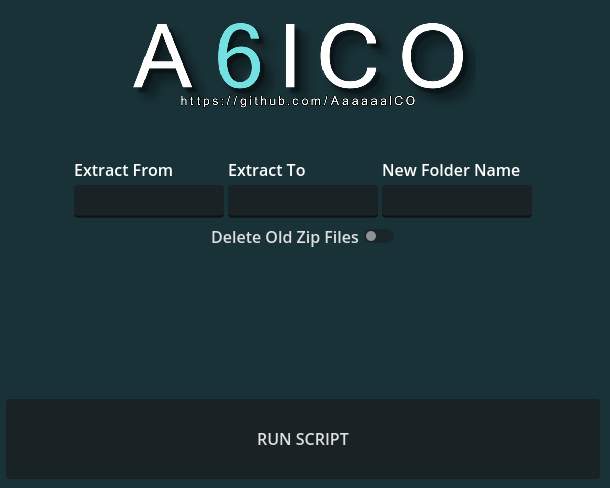 A6ICO
https://github.com/AaaaaaICO
Extract From Extract To New Folder Name
Delete Old Zip Files
RUN SCRIPT